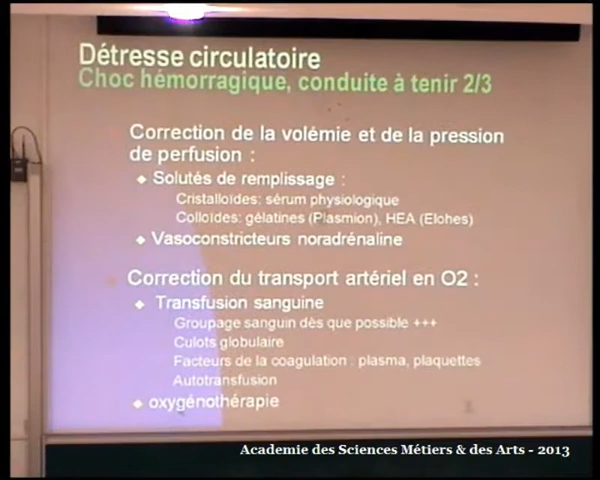 Détresse circulatoire
Choc hémorragique, conduite à tenir 2/3
Correction de la volémie et de la pression
de perfusion :
Solutés de remplissage :
Cristalloïdes: sérum physiologique
Colloïdes: gélatines (Plasmion), HEA (Elohes)
Vasoconstricteurs noradrénaline
Correction du transport artériel en O2 :
Transfusion sanguine
Groupage sanguin dès que possible +++
Culots globulaire
Facteurs de la coagulation : plasma, plaquettes
Autotransfusion
oxygénothérapie
Academie des Sciences Métiers & des Arts - 2013